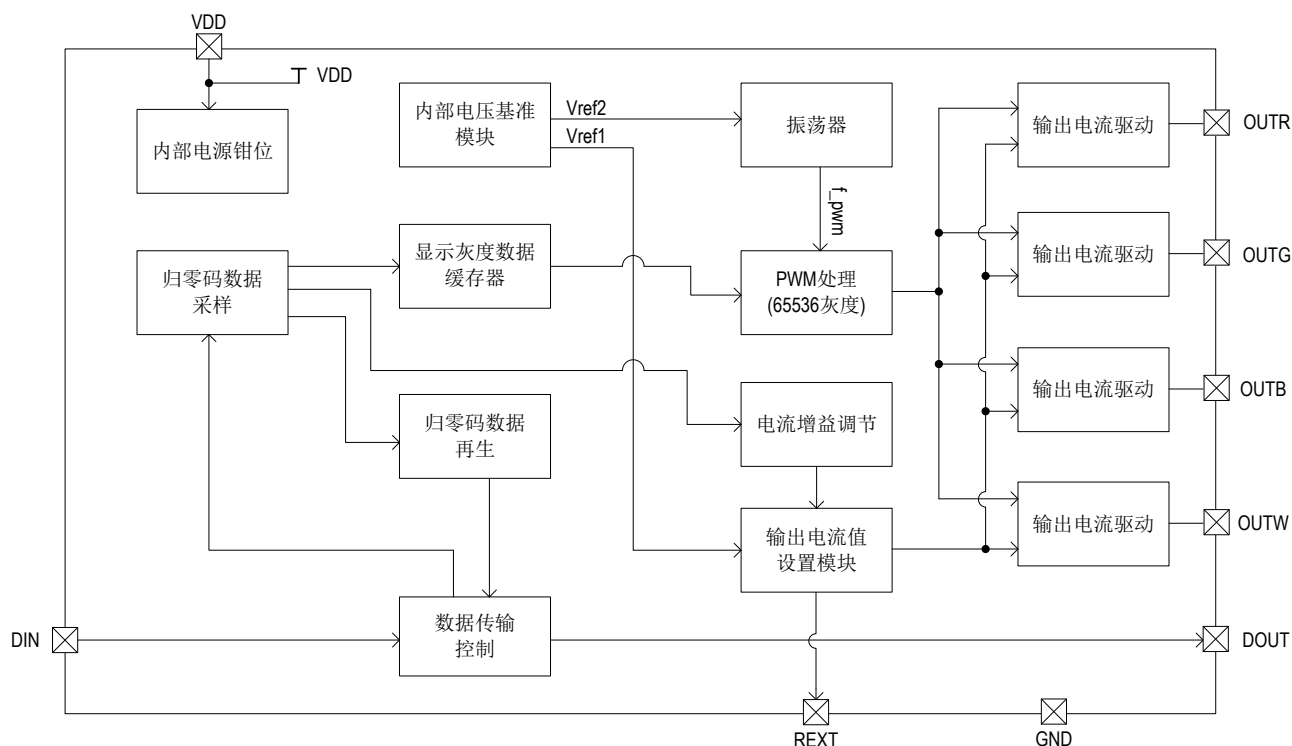 VDD
VDD
内部电源钳位
内部电压基准
模块
Vref2
Vref1
振荡器
输出电流驱动
OUTR
f_pwm
归零码数据
采样
显示灰度数据
缓存器
PWM处理
(65536灰度)
输出电流驱动
OUTG
归零码数据
再生
电流增益调节
输出电流驱动
OUTB
输出电流值
设置模块
输出电流驱动
OUTW
DIN
数据传输
控制
DOUT
REXT
GND